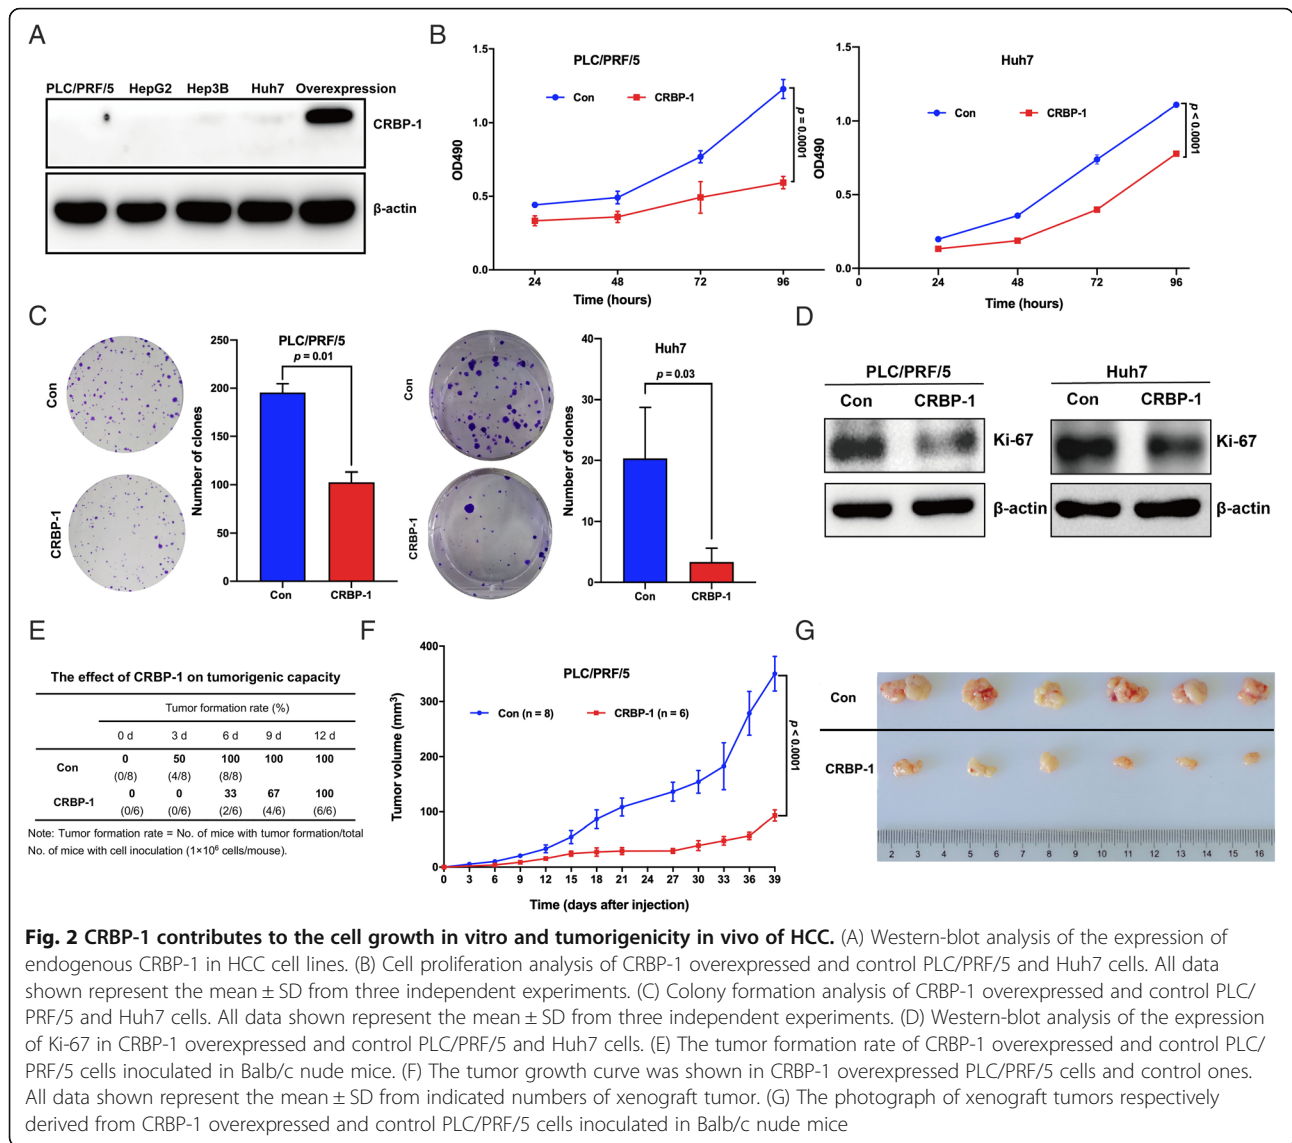 A
PLC/PRF/5 HepG2 Hep3B Huh7 Overexpression
CRBP-1
β-actin
B
PLC/PRF/5
Con CRBP-1
OD490
1.5
1.0
0.5
0.0
24 48 72 96
Time (hours)
p = 0.0001
Huh7
Con CRBP-1
OD490
1.5
1.0
0.5
0.0
0 24 48 72 96
Time (hours)
p < 0.0001
C
Con
CRBP-1
PLC/PRF/5
p = 0.01
Number of clones
250
200
150
100
50
0
Con CRBP-1
Con
CRBP-1
Huh7
p = 0.03
Number of clones
40
30
20
10
0
Con CRBP-1
D
PLC/PRF/5
Con CRBP-1
Ki-67
β-actin
Huh7
Con CRBP-1
Ki-67
β-actin
E
The effect of CRBP-1 on tumorigenic capacity
Tumor formation rate (%)
0 d 3 d 6 d 9 d 12 d
Con 0 50 100 100 100
(0/8) (4/8) (8/8)
CRBP-1 0 0 33 67 100
(0/6) (0/6) (2/6) (4/6) (6/6)
Note: Tumor formation rate = No. of mice with tumor formation/total
No. of mice with cell inoculation (1×10⁶ cells/mouse).
F
PLC/PRF/5
Con (n = 8) CRBP-1 (n = 6)
Tumor volume (mm³)
400
300
200
100
0
0 3 6 9 12 15 18 21 24 27 30 33 36 39
Time (days after injection)
p < 0.0001
G
Con
CRBP-1
2 3 4 5 6 7 8 9 10 11 12 13 14 15 16
Fig. 2 CRBP-1 contributes to the cell growth in vitro and tumorigenicity in vivo of HCC. (A) Western-blot analysis of the expression of
endogenous CRBP-1 in HCC cell lines. (B) Cell proliferation analysis of CRBP-1 overexpressed and control PLC/PRF/5 and Huh7 cells. All data
shown represent the mean ± SD from three independent experiments. (C) Colony formation analysis of CRBP-1 overexpressed and control PLC/
PRF/5 and Huh7 cells. All data shown represent the mean ± SD from three independent experiments. (D) Western-blot analysis of the expression
of Ki-67 in CRBP-1 overexpressed and control PLC/PRF/5 and Huh7 cells. (E) The tumor formation rate of CRBP-1 overexpressed and control PLC/
PRF/5 cells inoculated in Balb/c nude mice. (F) The tumor growth curve was shown in CRBP-1 overexpressed PLC/PRF/5 cells and control ones.
All data shown represent the mean ± SD from indicated numbers of xenograft tumor. (G) The photograph of xenograft tumors respectively
derived from CRBP-1 overexpressed and control PLC/PRF/5 cells inoculated in Balb/c nude mice